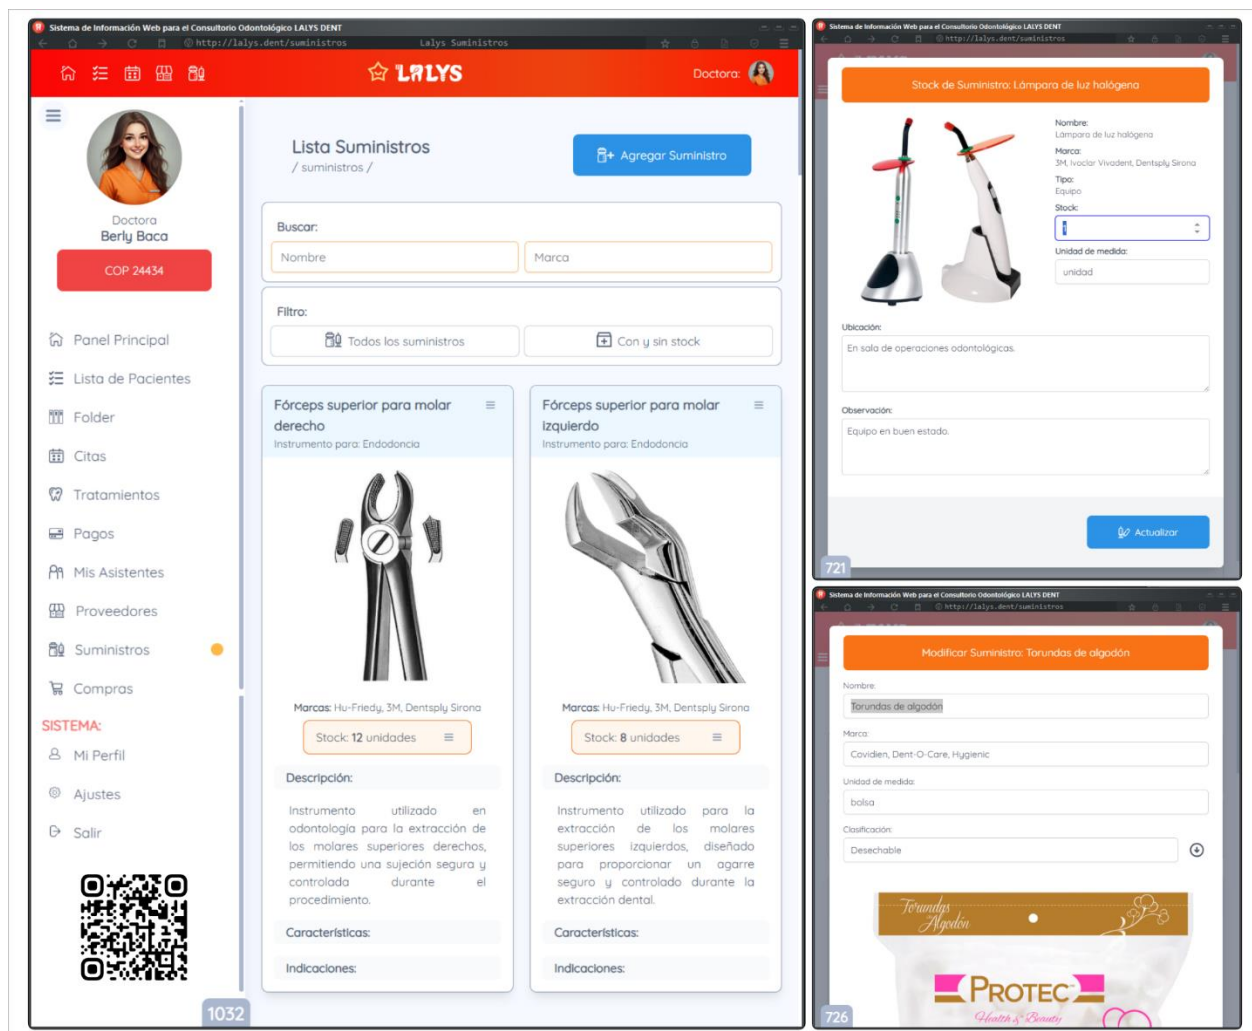 Sistema de Información Web para el Consultorio Odontológico LALYS DENT
http://lalys.dent/suministros Lalys Suministros
LALYS
Doctora:
Doctora
Berly Baca
COP 24434
Panel Principal
Lista de Pacientes
Folder
Citas
Tratamientos
Pagos
Mis Asistentes
Proveedores
Suministros
Compras
SISTEMA:
Mi Perfil
Ajustes
Salir
1032
Lista Suministros
/ suministros /
Agregar Suministro
Buscar:
Nombre
Marca
Filtro:
Todos los suministros
Con y sin stock
Fórceps superior para molar
derecho
Instrumento para: Endodoncia
Marcas: Hu-Friedy, 3M, Dentsply Sirona
Stock: 12 unidades
Descripción:
Instrumento utilizado en
odontología para la extracción de
los molares superiores derechos,
permitiendo una sujeción segura y
controlada durante el
procedimiento.
Características:
Indicaciones:
Fórceps superior para molar
izquierdo
Instrumento para: Endodoncia
Marcas: Hu-Friedy, 3M, Dentsply Sirona
Stock: 8 unidades
Descripción:
Instrumento utilizado para la
extracción de los molares
superiores izquierdos, diseñado
para proporcionar un agarre
seguro y controlado durante la
extracción dental.
Características:
Indicaciones:
Sistema de Información Web para el Consultorio Odontológico LALYS DENT
http://lalys.dent/suministros
Stock de Suministro: Lámpara de luz halógena
Nombre:
Lámpara de luz halógena
Marca:
3M, Ivoclar Vivadent, Dentsply Sirona
Tipo:
Equipo
Stock:
1
Unidad de medida:
unidad
Ubicación:
En sala de operaciones odontológicas.
Observación:
Equipo en buen estado.
Actualizar
721
Sistema de Información Web para el Consultorio Odontológico LALYS DENT
http://lalys.dent/suministros
Modificar Suministro: Torundas de algodón
Nombre:
Torundas de algodón
Marca:
Covidien, Dent-O-Care, Hygienic
Unidad de medida:
bolsa
Clasificación:
Desechable
Torundas
Algodón
PROTEC
Health & Beauty
726